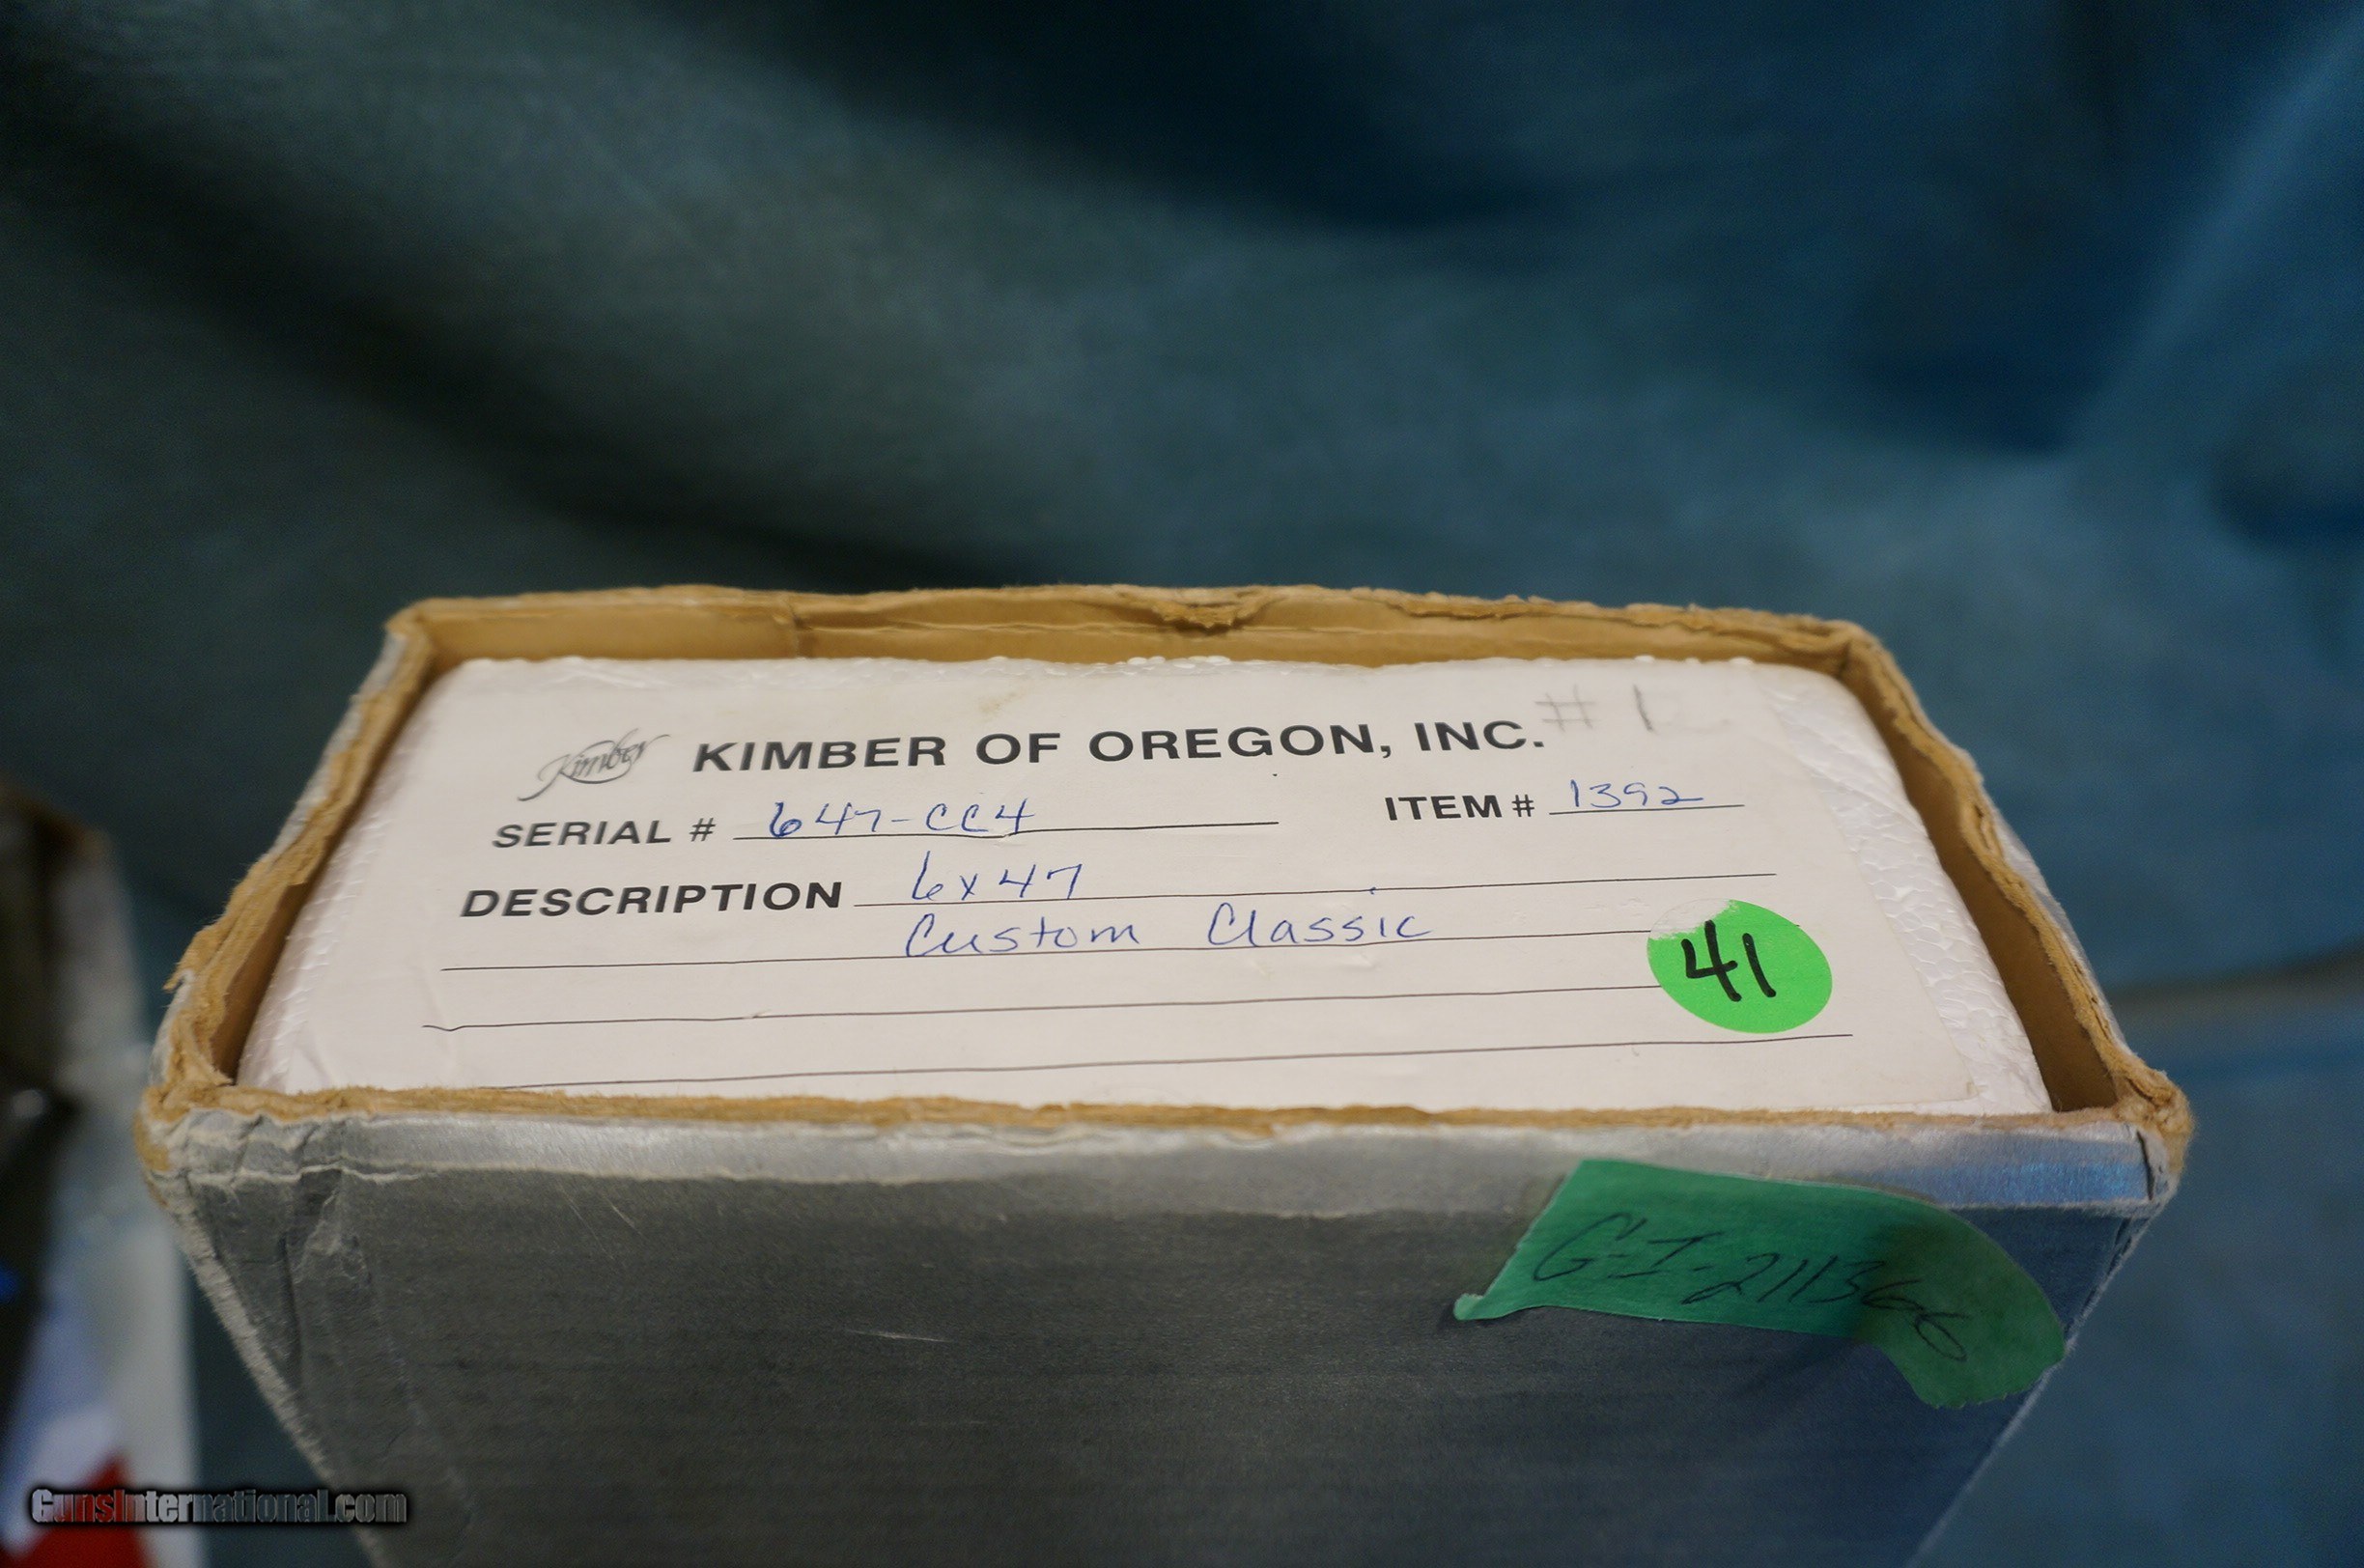 # 1
Kimber KIMBER OF OREGON, INC.
SERIAL # 647-CC4 ITEM # 1392
DESCRIPTION 6x47
Custom Classic
41
G-I-211366
GunsInternational.com